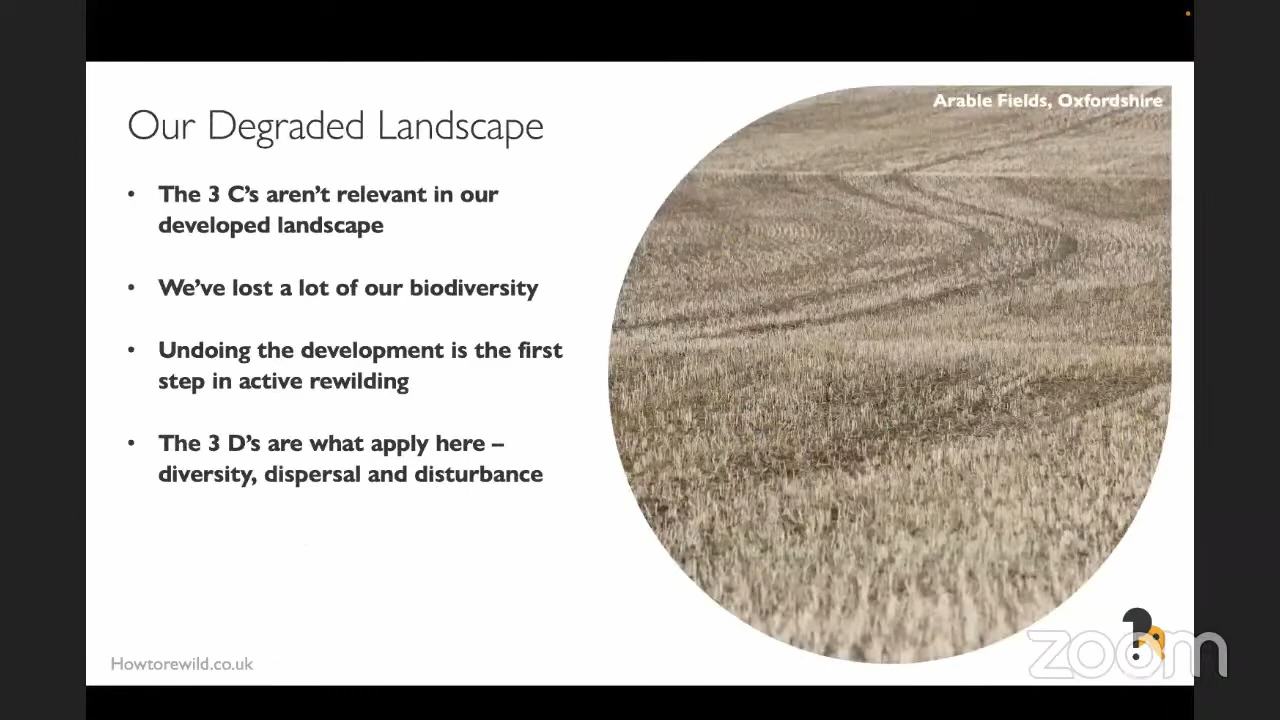 Arable Fields, Oxfordshire
Our Degraded Landscape
• The 3 C’s aren’t relevant in our
developed landscape
• We’ve lost a lot of our biodiversity
• Undoing the development is the first
step in active rewilding
• The 3 D’s are what apply here –
diversity, dispersal and disturbance
Howtorewild.co.uk
zoom